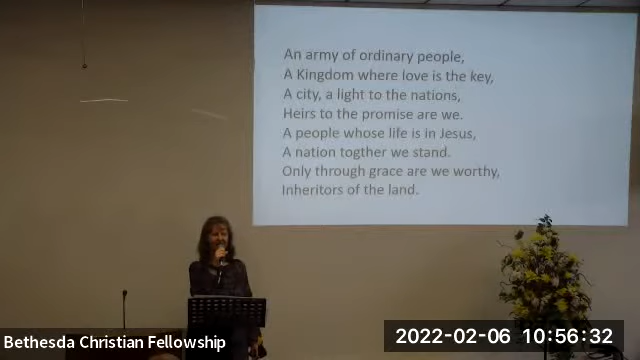 An army of ordinary people,
A Kingdom where love is the key,
A city, a light to the nations,
Heirs to the promise are we.
A people whose life is in Jesus,
A nation togther we stand.
Only through grace are we worthy,
Inheritors of the land.
Bethesda Christian Fellowship
2022-02-06 10:56:32